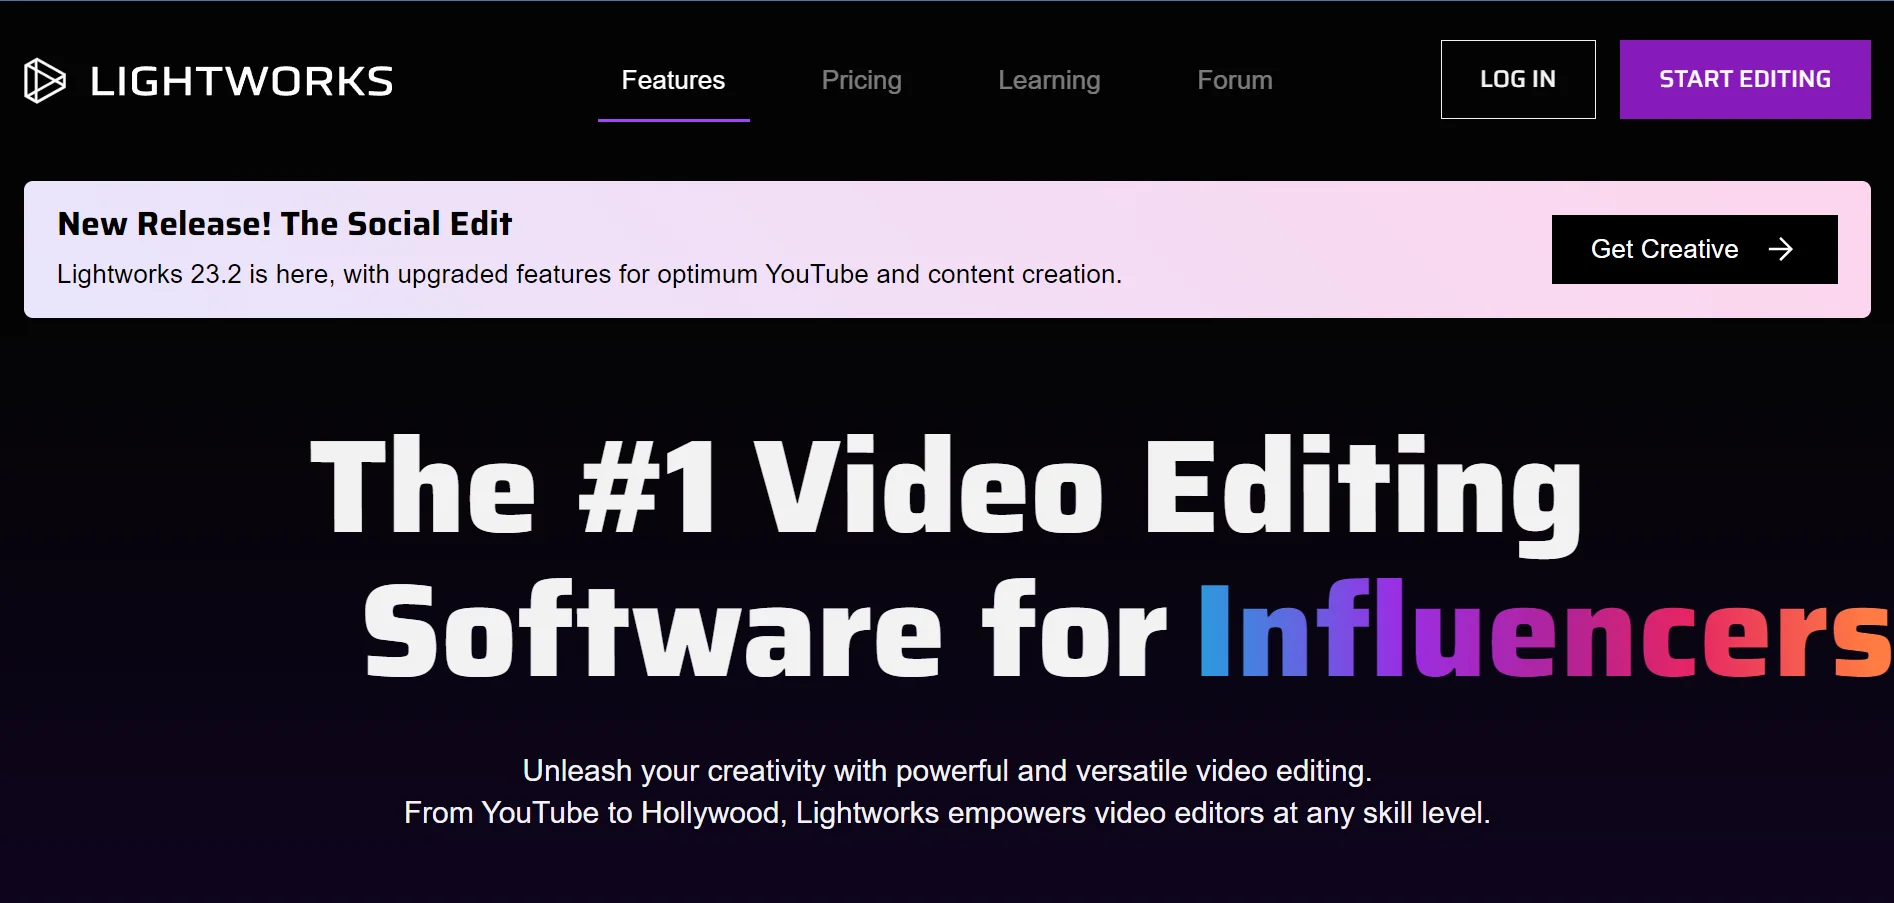 LIGHTWORKS
Features
Pricing
Learning
Forum
LOG IN
START EDITING
New Release! The Social Edit
Lightworks 23.2 is here, with upgraded features for optimum YouTube and content creation.
Get Creative
The #1 Video Editing
Software for Influencers
Unleash your creativity with powerful and versatile video editing.
From YouTube to Hollywood, Lightworks empowers video editors at any skill level.